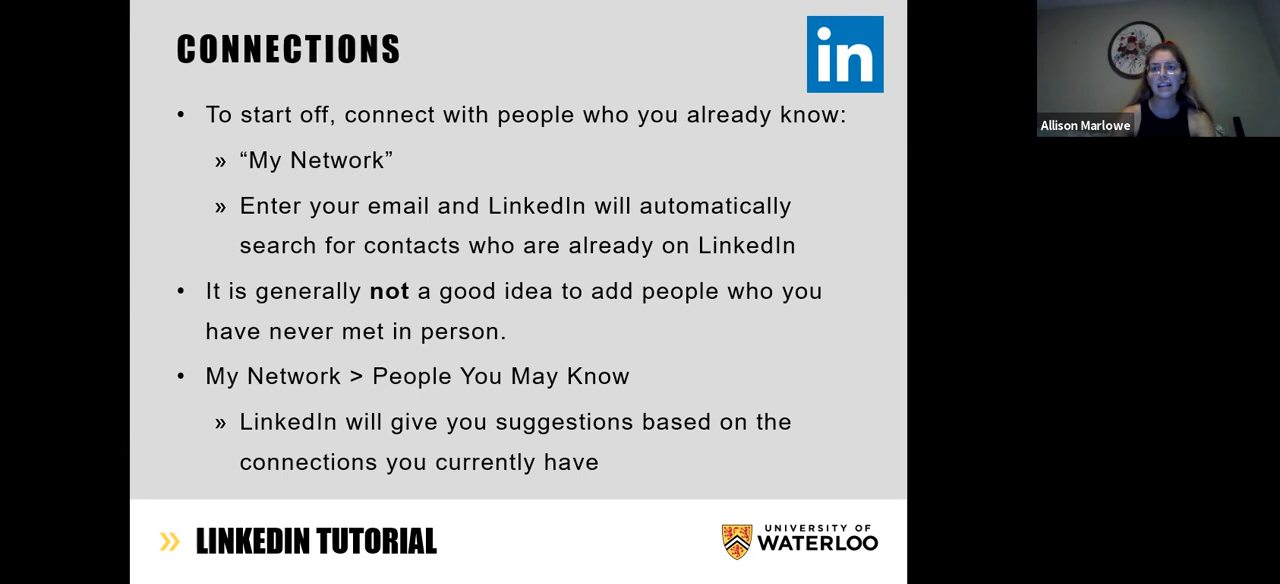 CONNECTIONS
in
• To start off, connect with people who you already know:
» “My Network”
» Enter your email and LinkedIn will automatically
search for contacts who are already on LinkedIn
• It is generally not a good idea to add people who you
have never met in person.
• My Network > People You May Know
» LinkedIn will give you suggestions based on the
connections you currently have
» LINKEDIN TUTORIAL
UNIVERSITY OF
WATERLOO
Allison Marlowe